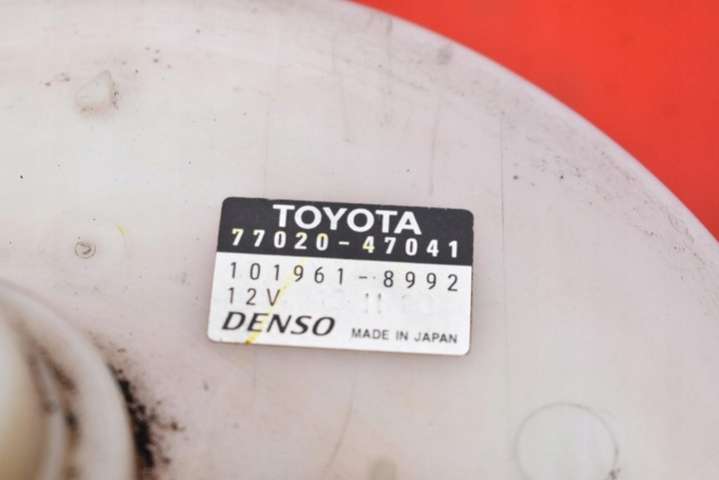 TOYOTA
77020-47041
101961-8992
12V
DENSO MADE IN JAPAN